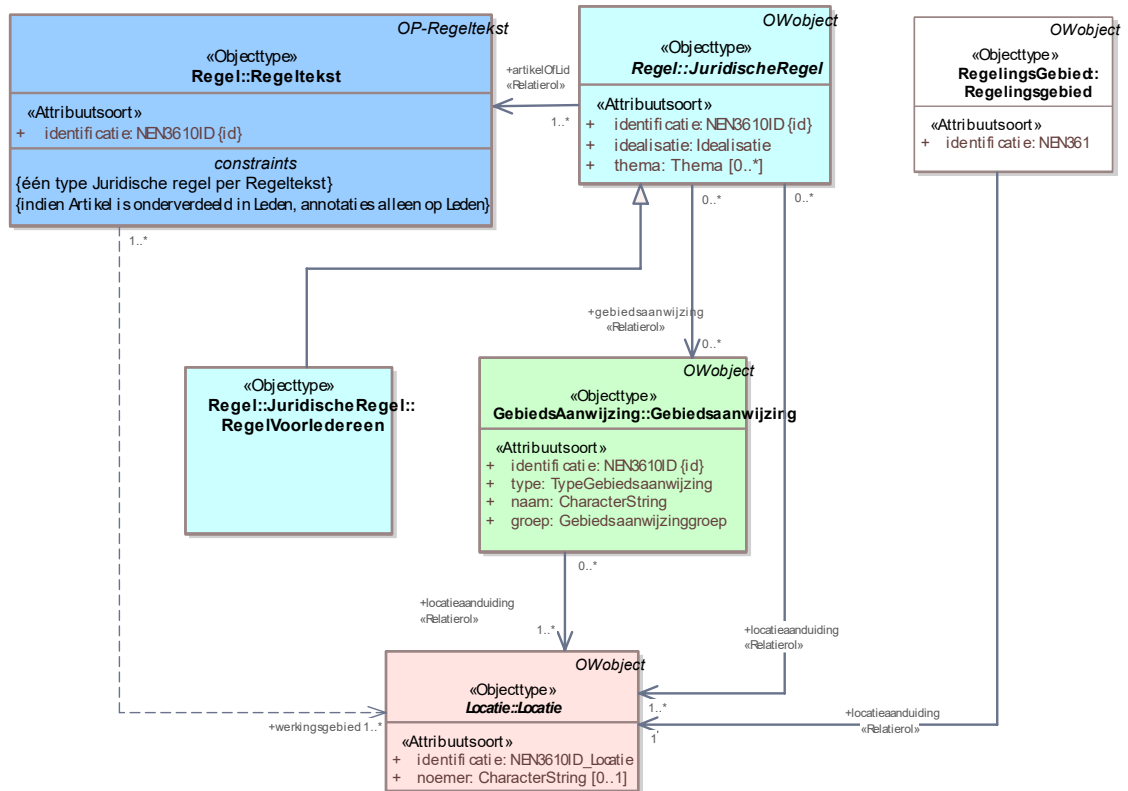 OP-Regeltekst
«Objecttype»
Regel::Regeltekst
«Attribuutsoort»
+ identificatie: NEN3610ID {id}
constraints
{één type Juridische regel per Regeltekst}
{indien Artikel is onderverdeeld in Leden, annotaties alleen op Leden}
1..*
+artikelOfLid
«Relatierol»
1..*
OWobject
«Objecttype»
Regel::JuridischeRegel
«Attribuutsoort»
+ identificatie: NEN3610ID {id}
+ idealisatie: Idealisatie
+ thema: Thema [0..*]
0..*
0..*
OWobject
«Objecttype»
RegelingsGebied::
Regelingsgebied
«Attribuutsoort»
+ identificatie: NEN361
+gebiedsaanwijzing
«Relatierol»
0..*
«Objecttype»
Regel::JuridischeRegel::
RegelVoorIedereen
OWobject
«Objecttype»
GebiedsAanwijzing::Gebiedsaanwijzing
«Attribuutsoort»
+ identificatie: NEN3610ID {id}
+ type: TypeGebiedsaanwijzing
+ naam: CharacterString
+ groep: Gebiedsaanwijzinggroep
0..*
+locatieaanduiding
«Relatierol»
1..*
+locatieaanduiding
«Relatierol»
1..*
+locatieaanduiding
«Relatierol»
1
+werkingsgebied 1..*
OWobject
«Objecttype»
Locatie::Locatie
«Attribuutsoort»
+ identificatie: NEN3610ID_Locatie
+ noemer: CharacterString [0..1]